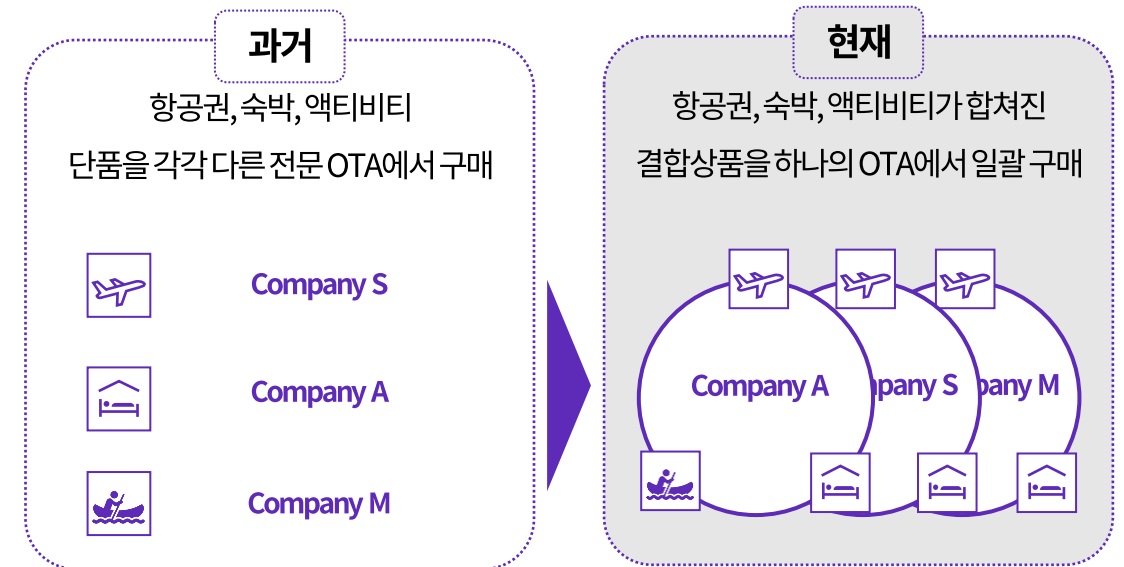 과거
항공권, 숙박, 액티비티
단품을 각각 다른 전문 OTA에서 구매
Company S
Company A
Company M
현재
항공권, 숙박, 액티비티가 합쳐진
결합상품을 하나의 OTA에서 일괄 구매
Company A
pany S
pany M